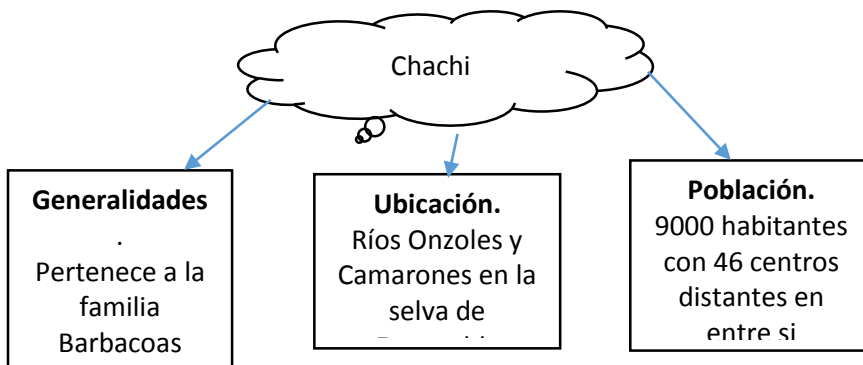 Chachi
Generalidades
.
Pertenece a la
familia
Barbacoas
Ubicación.
Ríos Onzoles y
Camarones en la
selva de
Población.
9000 habitantes
con 46 centros
distantes en
entre si